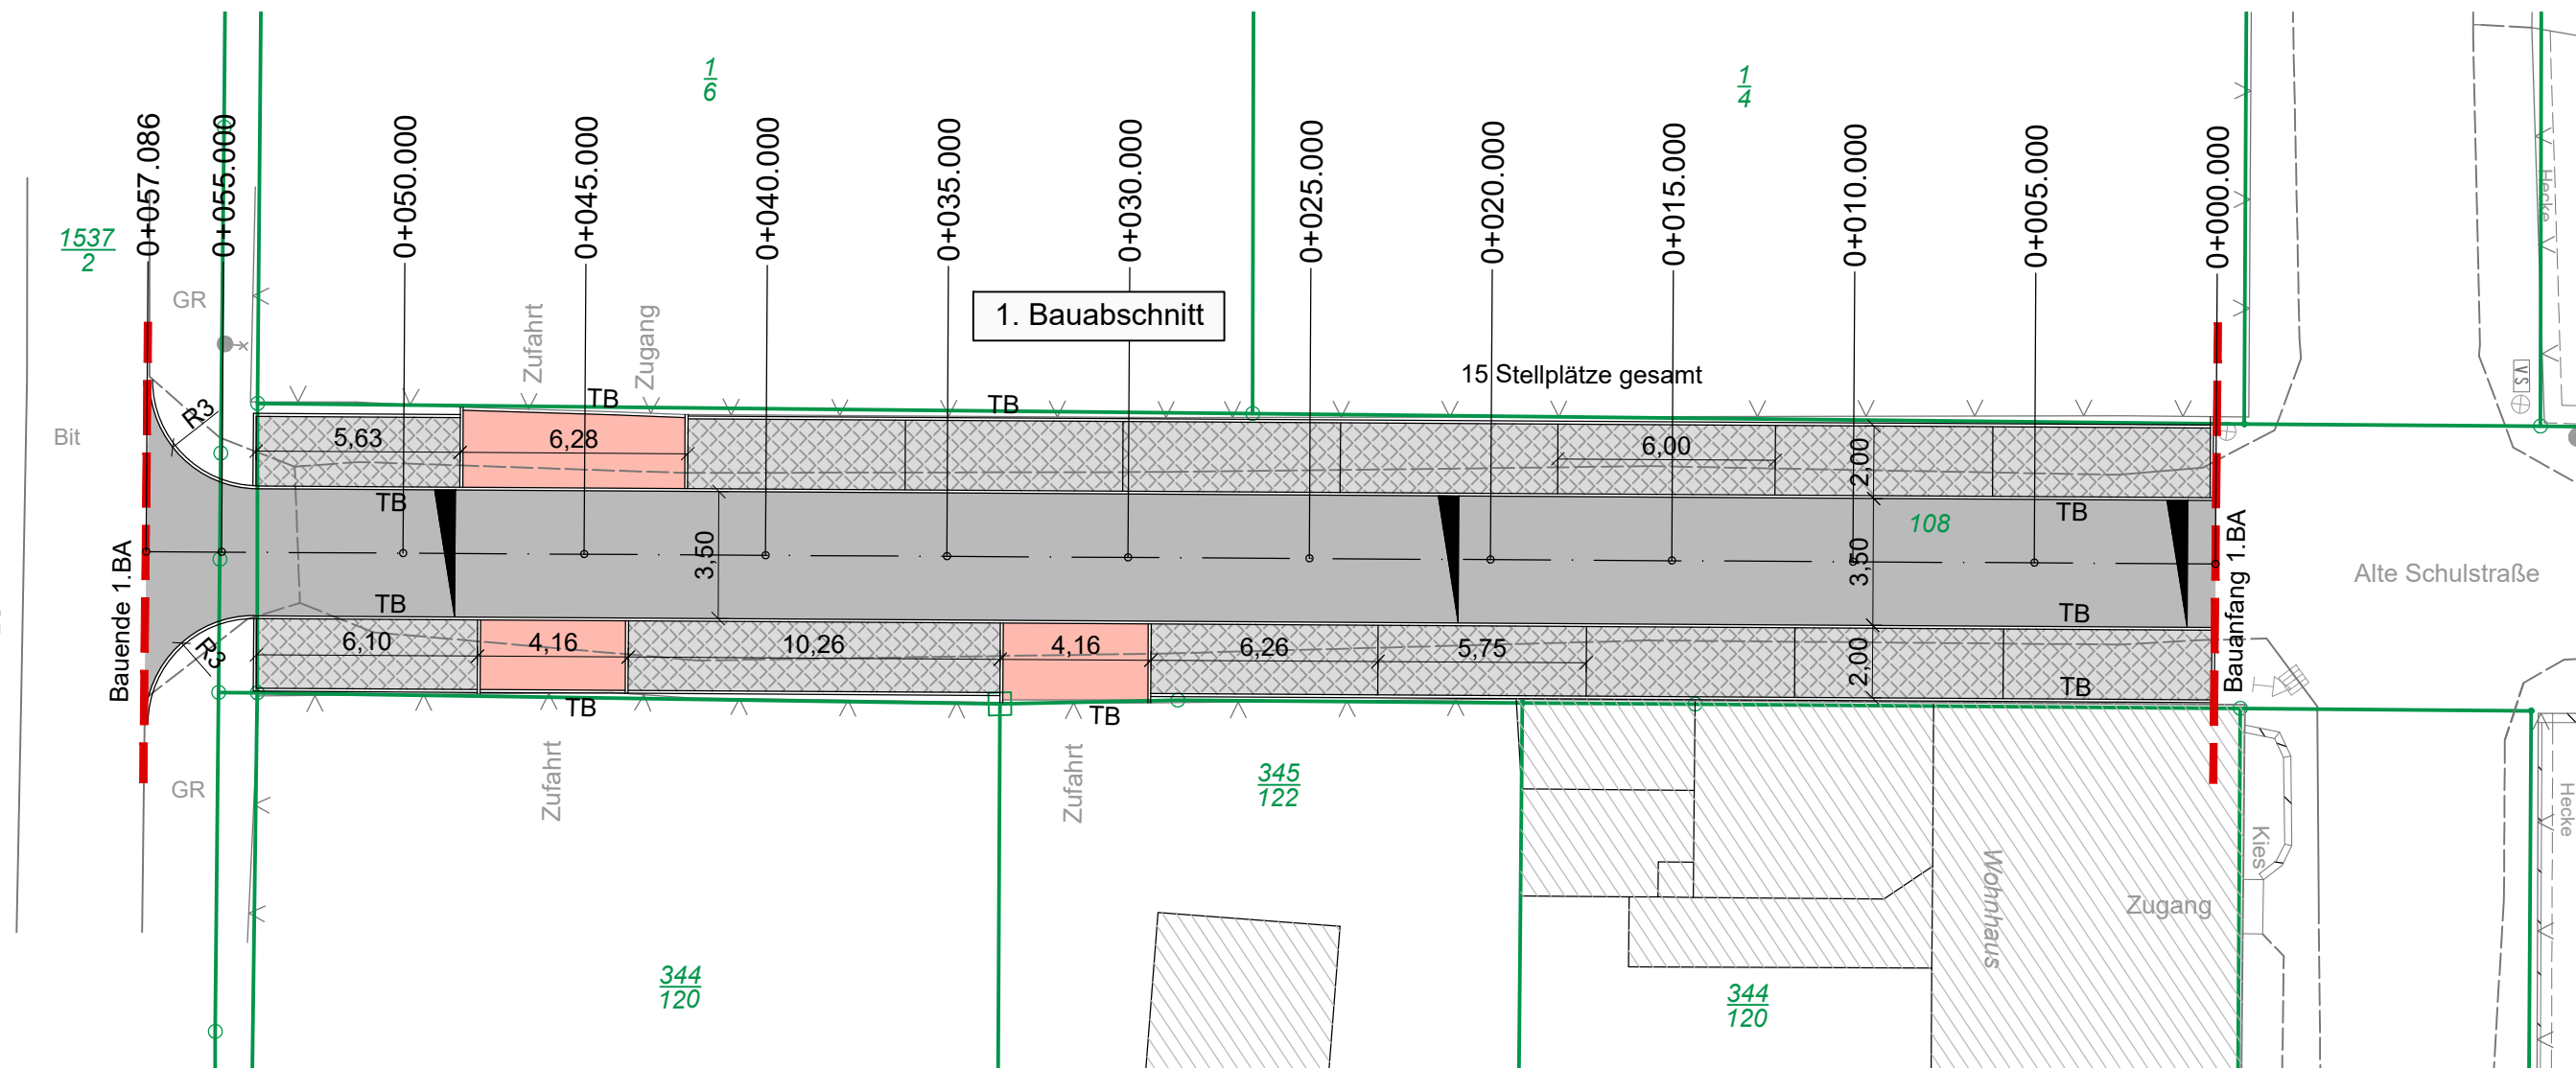 1
6
1
4
0+057.086
0+055.000
0+050.000
0+045.000
0+040.000
0+035.000
0+030.000
0+025.000
0+020.000
0+015.000
0+010.000
0+005.000
0+000.000
1537
2
GR
Hecke
Zufahrt
Zugang
1. Bauabschnitt
15 Stellplätze gesamt
SVS
TB
TB
R3
Bit
5,63
6,28
6,00
2,00
TB
TB
108
3,50
3,50
Bauende 1.BA
Bauanfang 1.BA
Alte Schulstraße
TB
TB
R3
6,10
4,16
10,26
4,16
6,26
5,75
2,00
TB
TB
TB
GR
Zufahrt
Zufahrt
345
122
Hecke
Kies
Wohnhaus
Zugang
344
120
344
120